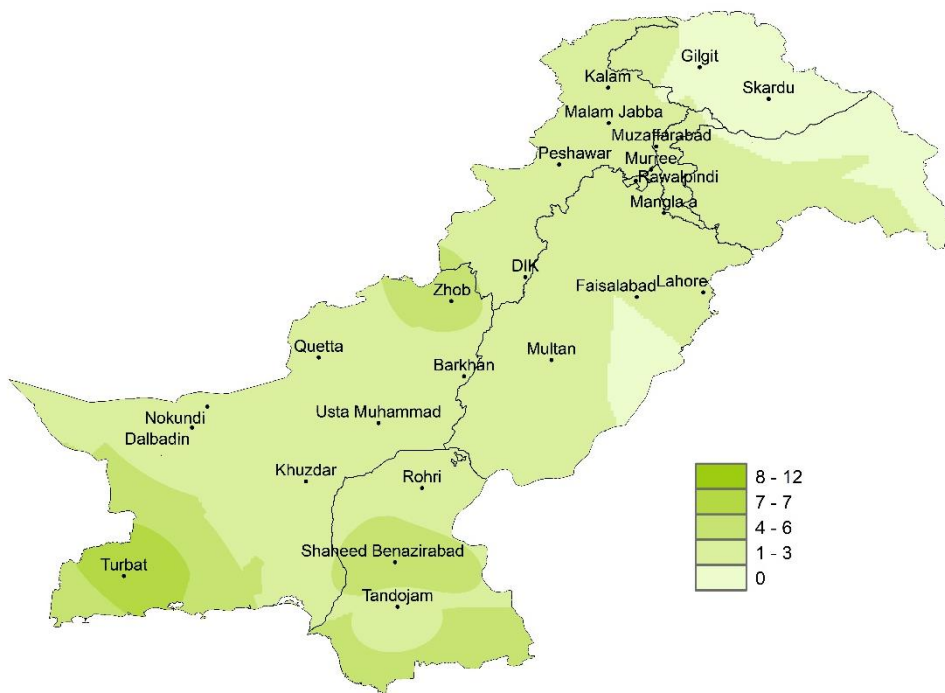 Gilgit
Kalam
Skardu
Malam Jabba
Muzaffarabad
Peshawar
Murree
Rawalpindi
Mangla a
DIK
Zhob
Faisalabad
Lahore
Quetta
Barkhan
Multan
Nokundi
Usta Muhammad
Dalbadin
Khuzdar
Rohri
8 - 12
7 - 7
4 - 6
1 - 3
0
Shaheed Benazirabad
Turbat
Tandojam